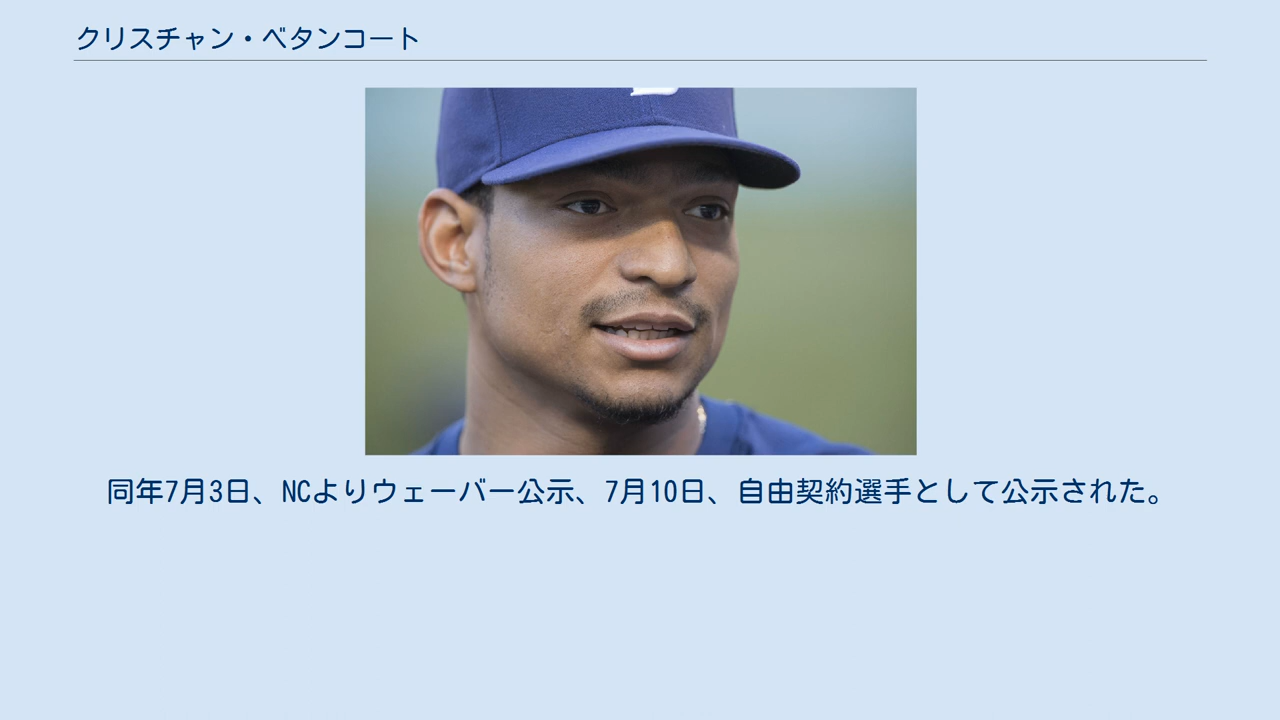 クリスチャン・ベタンコート
同年7月3日、NCよりウェーバー公示、7月10日、自由契約選手として公示された。